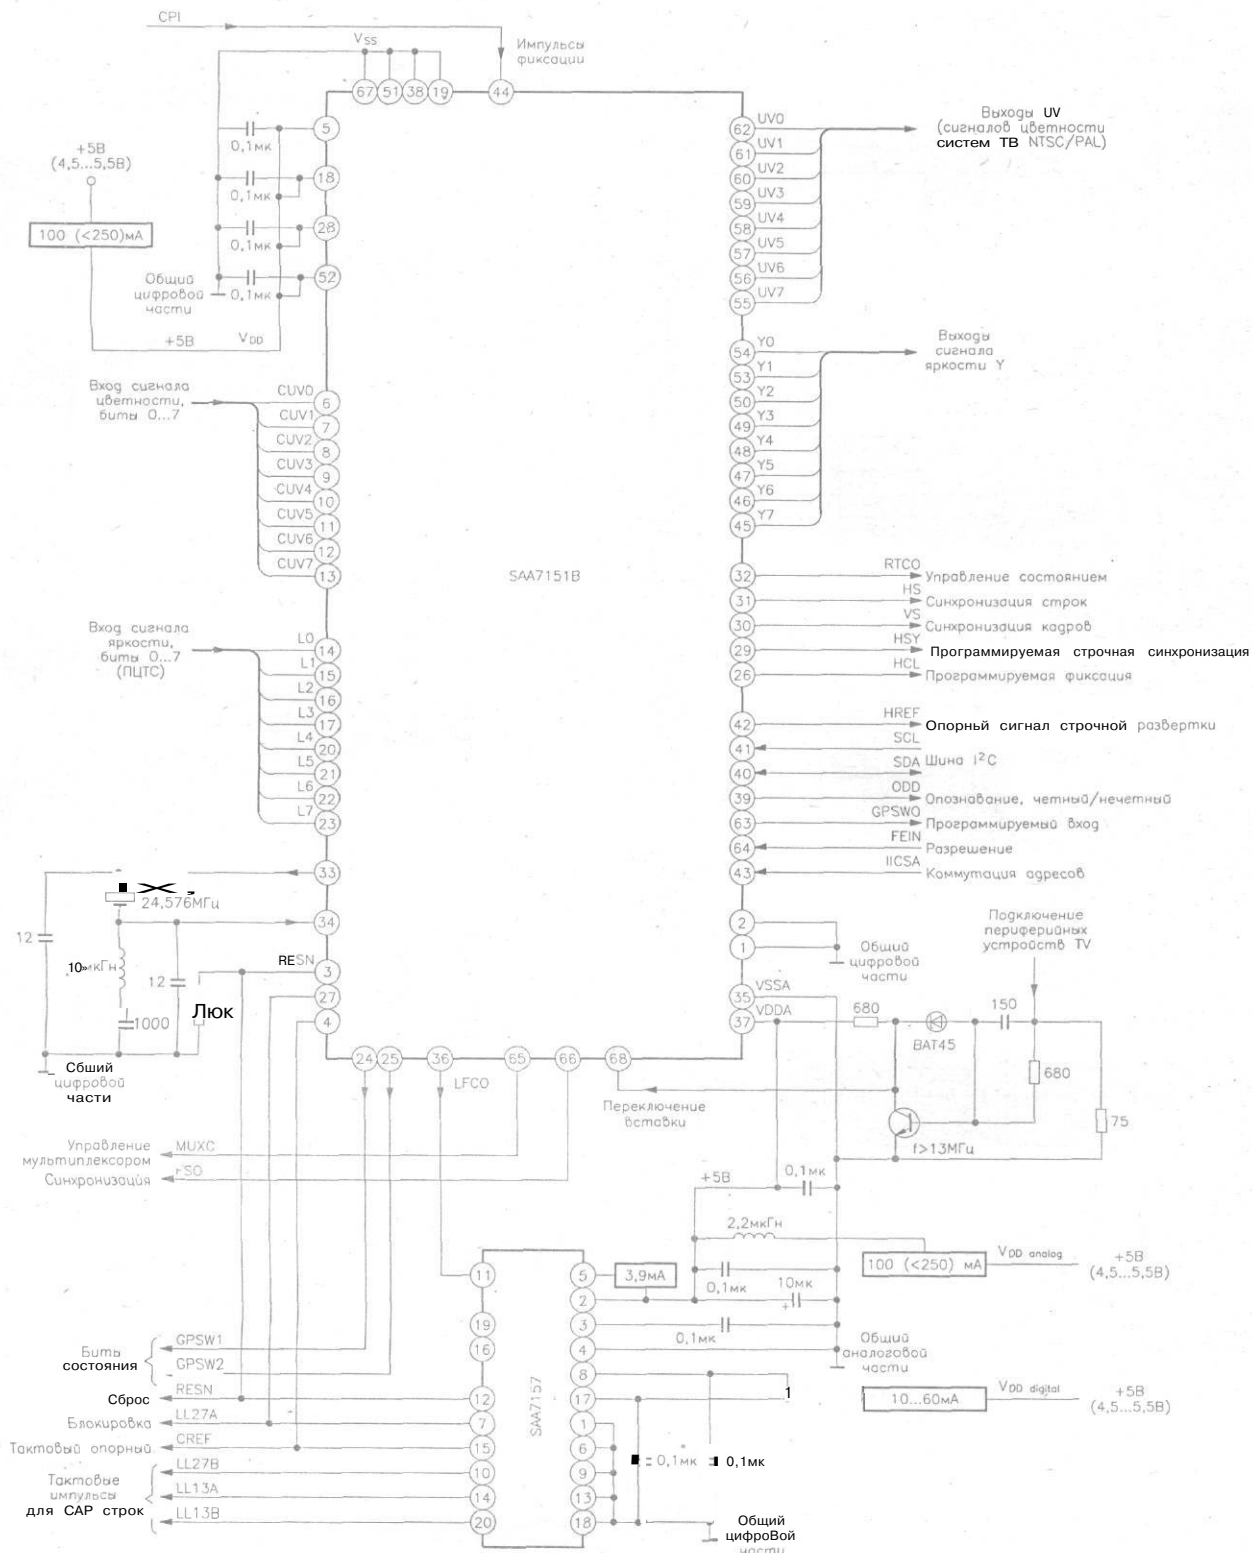 CPI
Vss
Импульсы
фиксации
67
51
38
19
44
5
0,1мк
18
0,1мк
28
0,1мк
52
0,1мк
+5В
(4,5...5,5В)
100 (<250)мА
Общий
цифровой
части
+5В
VDD
62
UV0
61
UV1
60
UV2
59
UV3
58
UV4
57
UV5
56
UV6
55
UV7
Выходы UV
(сигналов цветности
систем ТВ NTSC/PAL)
54
Y0
53
Y1
50
Y2
49
Y3
48
Y4
47
Y5
46
Y6
45
Y7
Выходы
сигнала
яркости Y
Вход сигнала
цветности,
биты 0...7
CUV0
6
CUV1
7
CUV2
8
CUV3
9
CUV4
10
CUV5
11
CUV6
12
CUV7
13
SAA7151B
Вход сигнала
яркости,
биты 0...7
(ПЦТС)
L0
14
L1
15
L2
16
L3
17
L4
20
L5
21
L6
22
L7
23
32
RTCO
Управление состоянием
31
HS
Синхронизация строк
30
VS
Синхронизация кадров
29
HSY
Программируемая строчная синхронизация
26
HCL
Программируемая фиксация
42
HREF
Опорный сигнал строчной развертки
41
SCL
40
SDA
Шина I²C
39
ODD
Опознавание, четный/нечетный
63
GPSW0
Программируемый вход
64
FEIN
Разрешение
43
IICSA
Коммутация адресов
33
24,576МГц
34
12
10»мкГн
12
1000
Люк
RESN
3
27
4
Сбший
цифровой
части
2
1
Общий
цифровой
части
35
VSSA
37
VDDA
680
BAT45
150
Подключение
периферийных
устройств TV
680
75
f>13МГц
24
25
36
65
66
68
LFCO
Переключение
вставки
Управление
мультиплексором
MUXC
Синхронизация
rSO
+5В
0,1мк
2,2мкГн
100 (<250) мА
VDD analog
+5В
(4,5...5,5В)
3,9мА
0,1мк
10мк
+
0,1мк
Общий
аналоговой
части
10...60мА
VDD digital
+5В
(4,5...5,5В)
SAA7157
11
19
16
12
7
15
10
14
20
5
2
3
4
8
17
1
1
6
9
13
18
0,1мк
0,1мк
Общий
цифроВой
части
Бить
состояния
GPSW1
GPSW2
Сброс
RESN
Блокировка
LL27A
Тактовый опорный
CREF
Тактовые
импульсы
для САР строк
LL27B
LL13A
LL13B